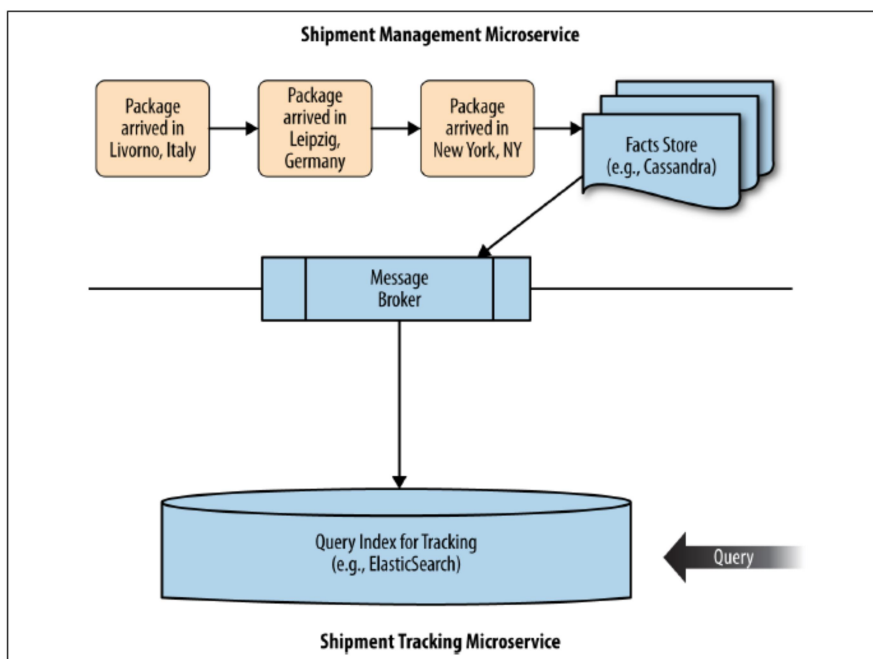 Shipment Management Microservice
Package
arrived in
Livorno, Italy
Package
arrived in
Leipzig,
Germany
Package
arrived in
New York, NY
Facts Store
(e.g., Cassandra)
Message
Broker
Query Index for Tracking
(e.g., ElasticSearch)
Query
Shipment Tracking Microservice